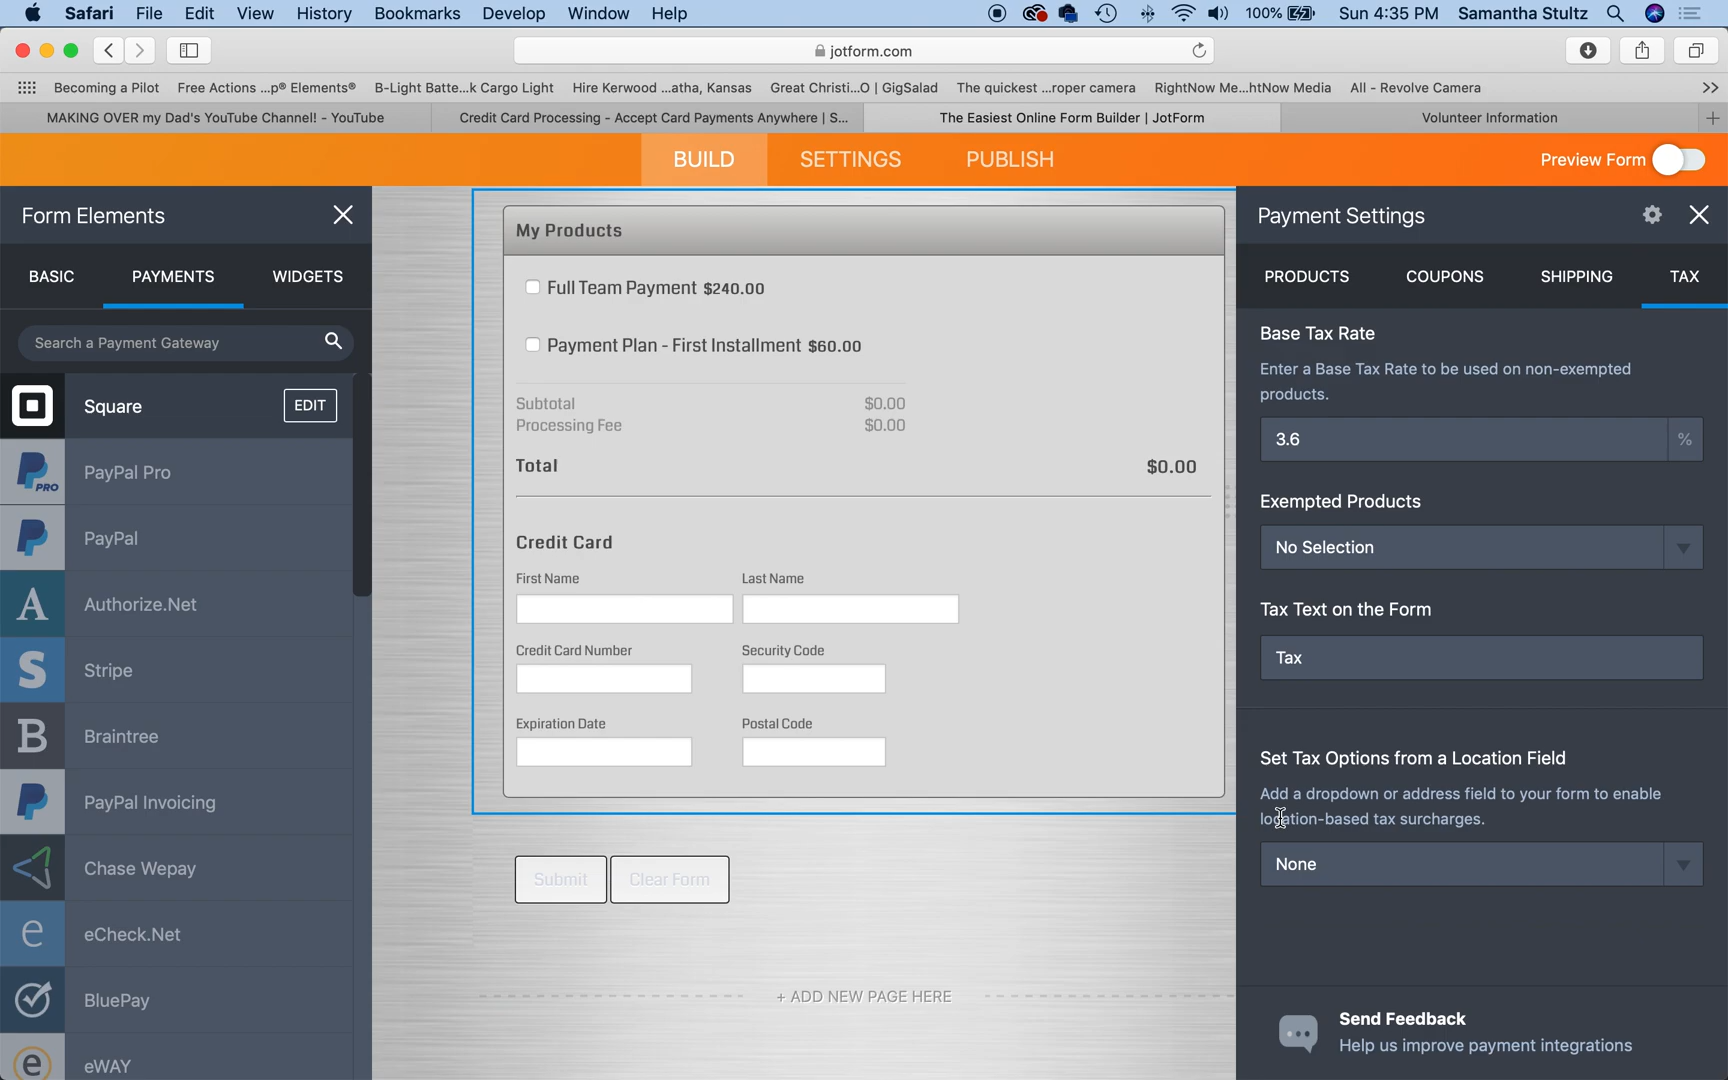 Safari File Edit View History Bookmarks Develop Window Help 100% Sun 4:35 PM Samantha Stultz
jotform.com
Becoming a Pilot Free Actions ...p® Elements® B-Light Batte...k Cargo Light Hire Kerwood ...atha, Kansas Great Christi...O | GigSalad The quickest ...roper camera RightNow Me...htNow Media All - Revolve Camera >>
MAKING OVER my Dad's YouTube Channel! - YouTube Credit Card Processing - Accept Card Payments Anywhere | S... The Easiest Online Form Builder | JotForm Volunteer Information
BUILD SETTINGS PUBLISH Preview Form
Form Elements
BASIC PAYMENTS WIDGETS
Search a Payment Gateway
Square EDIT
PRO PayPal Pro
PayPal
A Authorize.Net
S Stripe
B Braintree
PayPal Invoicing
Chase Wepay
e eCheck.Net
BluePay
e eWAY
My Products
Full Team Payment $240.00
Payment Plan - First Installment $60.00
Subtotal $0.00
Processing Fee $0.00
Total $0.00
Credit Card
First Name Last Name
Credit Card Number Security Code
Expiration Date Postal Code
Submit Clear Form
+ ADD NEW PAGE HERE
Payment Settings
PRODUCTS COUPONS SHIPPING TAX
Base Tax Rate
Enter a Base Tax Rate to be used on non-exempted
products.
3.6 %
Exempted Products
No Selection
Tax Text on the Form
Tax
Set Tax Options from a Location Field
Add a dropdown or address field to your form to enable
location-based tax surcharges.
None
Send Feedback
Help us improve payment integrations